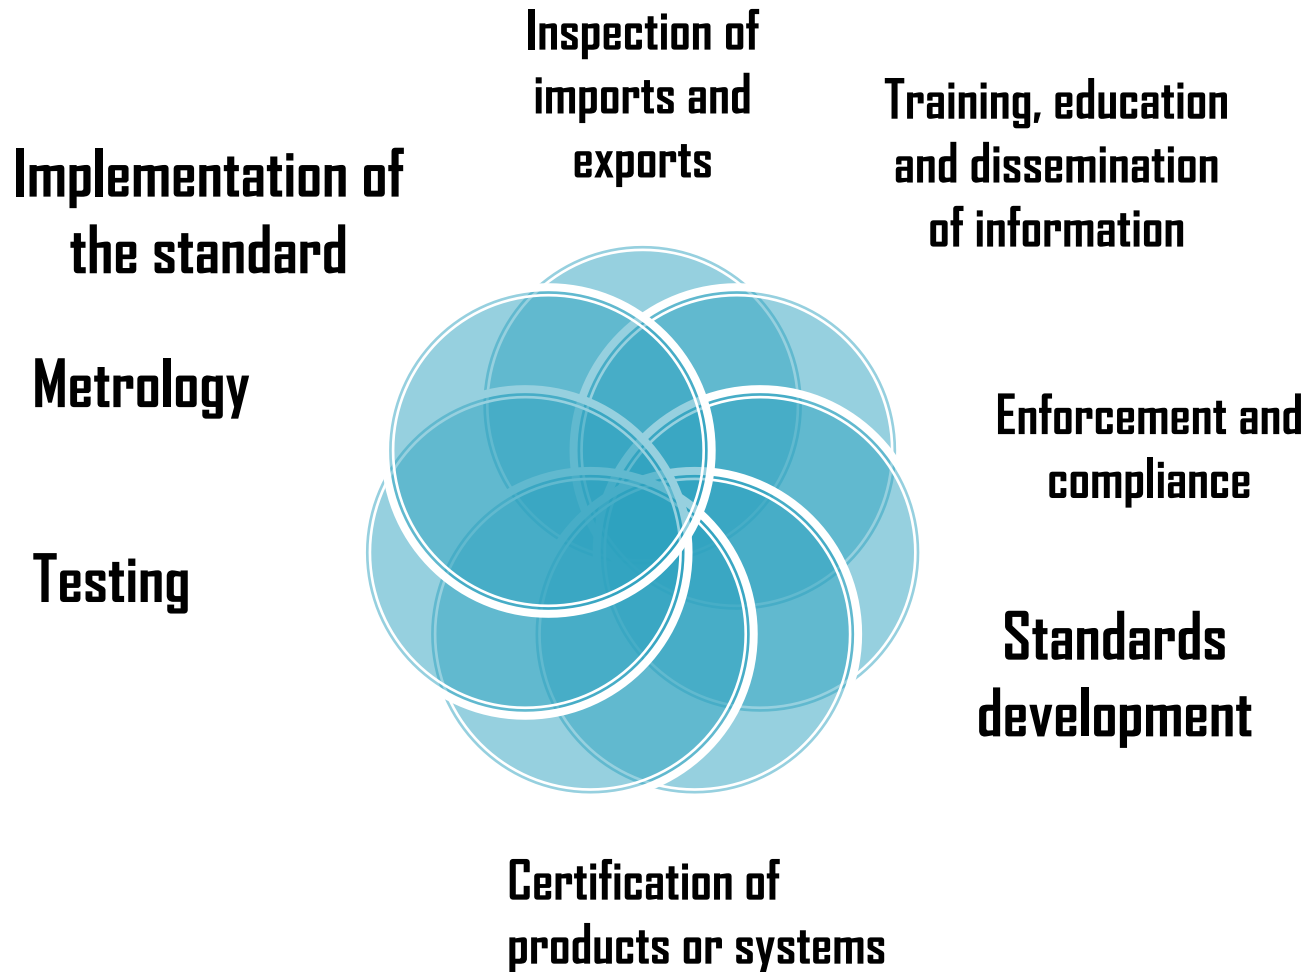 Inspection of
imports and
exports
Training, education
and dissemination
of information
Implementation of
the standard
Metrology
Enforcement and
compliance
Testing
Standards
development
Certification of
products or systems